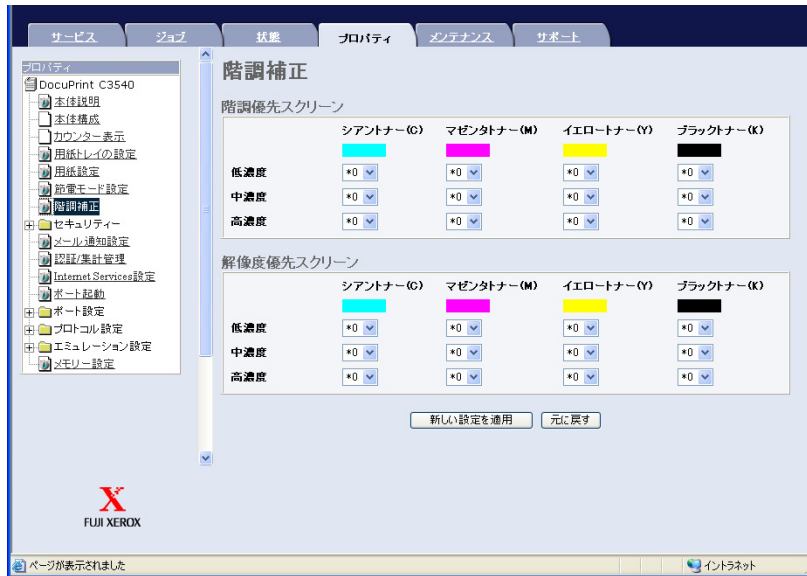 サービス ジョブ 状態 プロパティ メンテナンス サポート
プロパティ
DocuPrint C3540
本体説明
本体構成
カウンター表示
用紙トレイの設定
用紙設定
節電モード設定
階調補正
セキュリティー
メール通知設定
認証/集計管理
Internet Services設定
ポート起動
ポート設定
プロトコル設定
エミュレーション設定
メモリー設定
X
FUJI XEROX
階調補正
階調優先スクリーン
シアントナー(C) マゼンタトナー(M) イエロートナー(Y) ブラックトナー(K)
低濃度 *0 *0 *0 *0
中濃度 *0 *0 *0 *0
高濃度 *0 *0 *0 *0
解像度優先スクリーン
シアントナー(C) マゼンタトナー(M) イエロートナー(Y) ブラックトナー(K)
低濃度 *0 *0 *0 *0
中濃度 *0 *0 *0 *0
高濃度 *0 *0 *0 *0
新しい設定を適用 元に戻す
ページが表示されました イントラネット